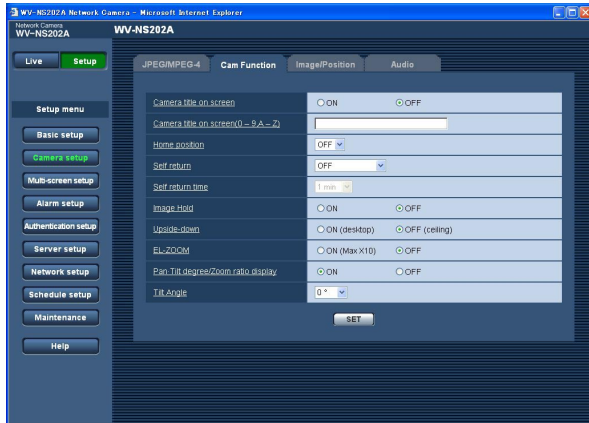 WV-NS202A Network Camera - Microsoft Internet Explorer
Network Camera
WV-NS202A
WV-NS202A
Live
Setup
JPEG/MPEG-4
Cam Function
Image/Position
Audio
Setup menu
Basic setup
Camera setup
Multi-screen setup
Alarm setup
Authentication setup
Server setup
Network setup
Schedule setup
Maintenance
Help
Camera title on screen ON OFF
Camera title on screen(0 – 9,A – Z)
Home position OFF
Self return OFF
Self return time 1 min
Image Hold ON OFF
Upside-down ON (desktop) OFF (ceiling)
EL-ZOOM ON (Max X10) OFF
Pan-Tilt degree/Zoom ratio display ON OFF
Tilt Angle 0 °
SET